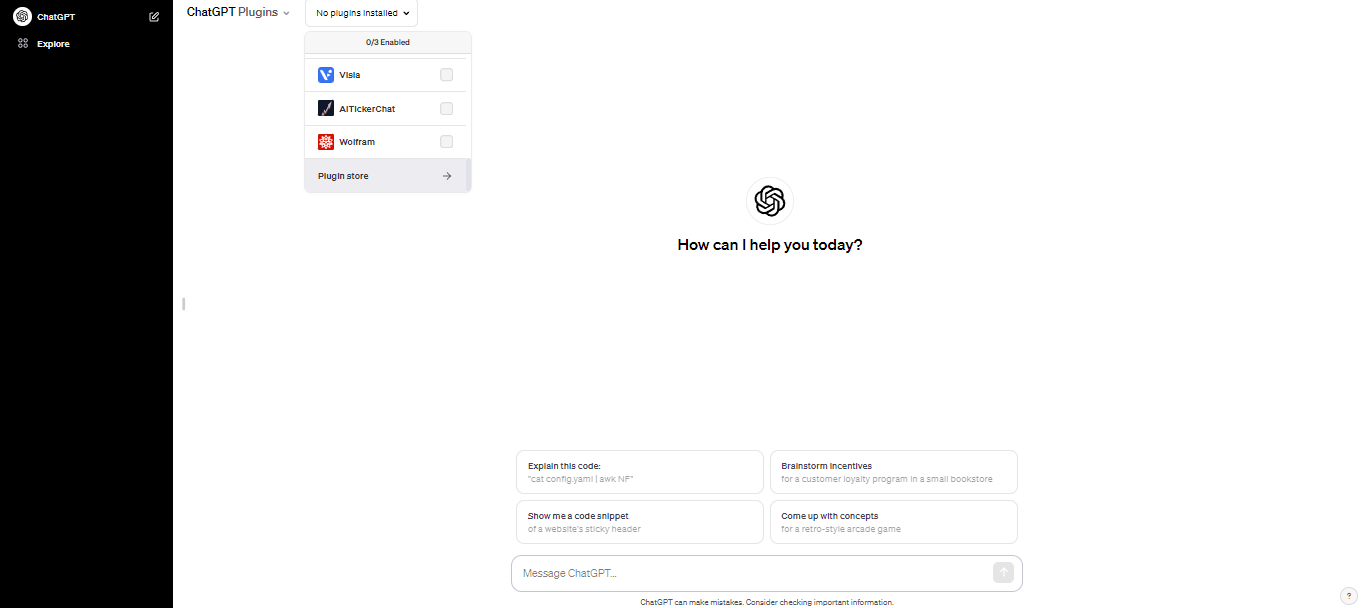 ChatGPT
Explore
ChatGPT Plugins
No plugins installed
0/3 Enabled
Visla
AITickerChat
Wolfram
Plugin store
How can I help you today?
Explain this code:
"cat config.yaml | awk NF"
Brainstorm incentives
for a customer loyalty program in a small bookstore
Show me a code snippet
of a website's sticky header
Come up with concepts
for a retro-style arcade game
Message ChatGPT...
ChatGPT can make mistakes. Consider checking important information.
?